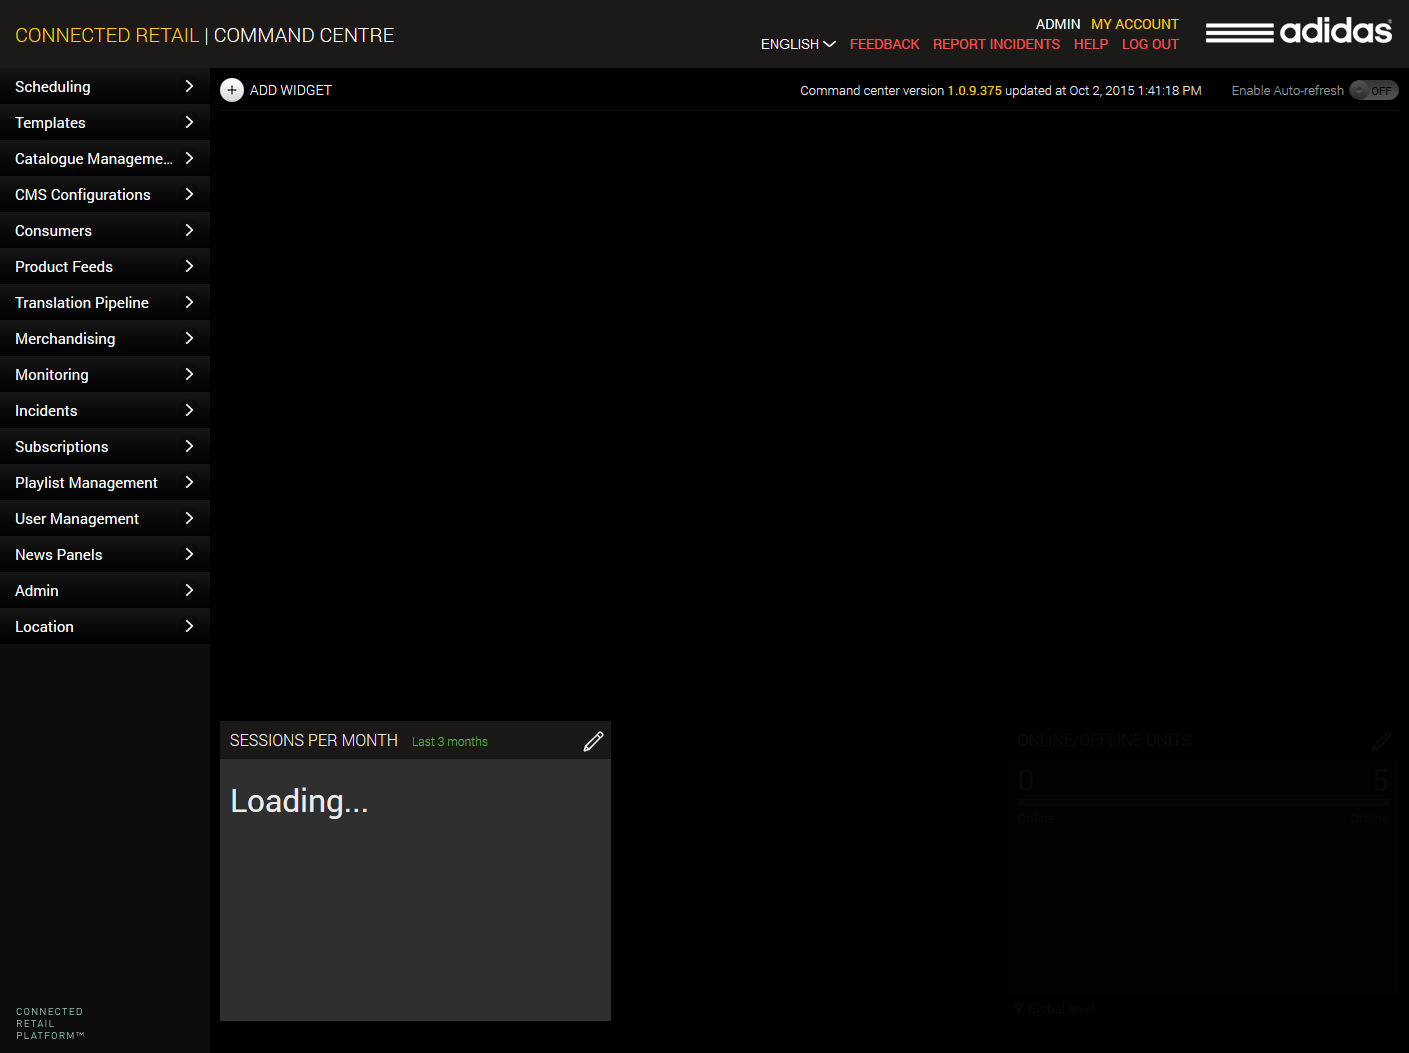 CONNECTED RETAIL | COMMAND CENTRE
ADMIN MY ACCOUNT
ENGLISH FEEDBACK REPORT INCIDENTS HELP LOG OUT
adidas
Scheduling
Templates
Catalogue Manageme...
CMS Configurations
Consumers
Product Feeds
Translation Pipeline
Merchandising
Monitoring
Incidents
Subscriptions
Playlist Management
User Management
News Panels
Admin
Location
ADD WIDGET
Command center version 1.0.9.375 updated at Oct 2, 2015 1:41:18 PM
Enable Auto-refresh OFF
SESSIONS PER MONTH Last 3 months
Loading...
ONLINE/OFFLINE UNITS
0 5
Online Offline
Global level
CONNECTED
RETAIL
PLATFORM™